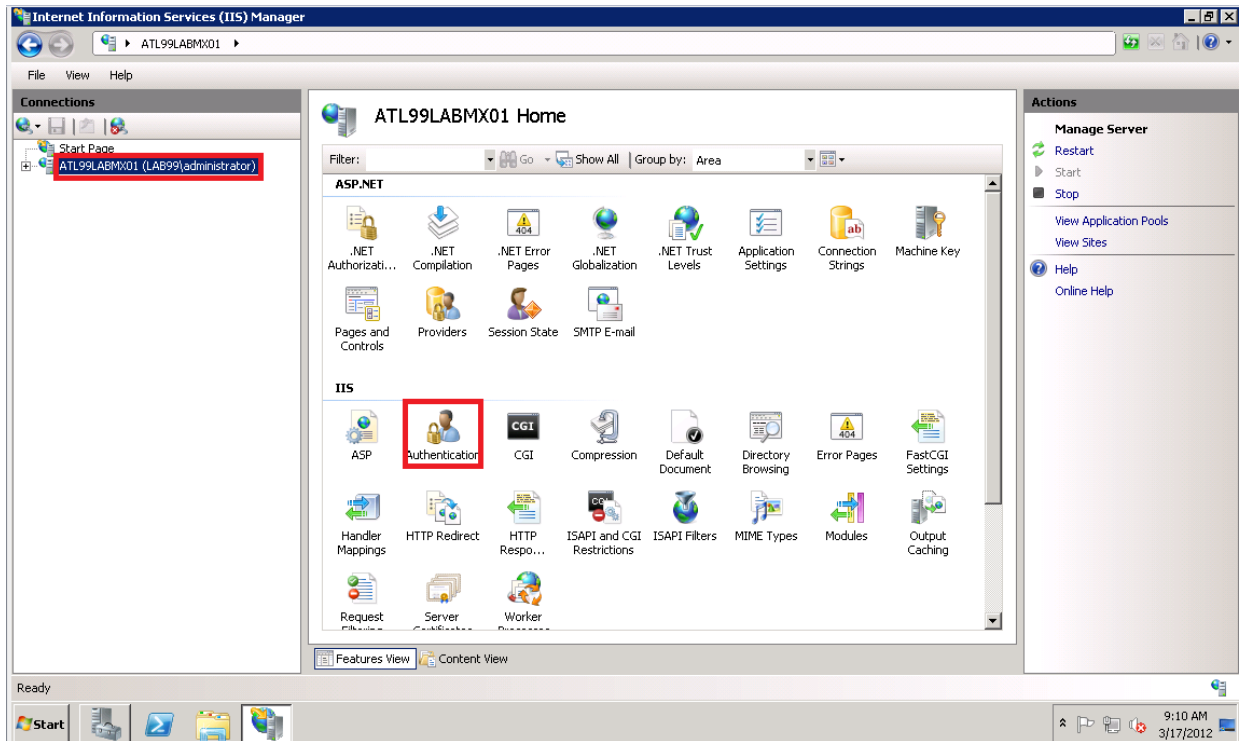 Internet Information Services (IIS) Manager
ATL99LABMX01
File View Help
Connections
Start Page
ATL99LABMX01 (LAB99\administrator)
ATL99LABMX01 Home
Filter: Go Show All Group by: Area
ASP.NET
.NET Authorizati...
.NET Compilation
.NET Error Pages
.NET Globalization
.NET Trust Levels
Application Settings
Connection Strings
Machine Key
Pages and Controls
Providers
Session State
SMTP E-mail
IIS
ASP
Authentication
CGI
Compression
Default Document
Directory Browsing
Error Pages
FastCGI Settings
Handler Mappings
HTTP Redirect
HTTP Respo...
ISAPI and CGI Restrictions
ISAPI Filters
MIME Types
Modules
Output Caching
Request Filtering
Server Certificates
Worker Processes
Features View Content View
Actions
Manage Server
Restart
Start
Stop
View Application Pools
View Sites
Help
Online Help
Ready
Start
9:10 AM
3/17/2012